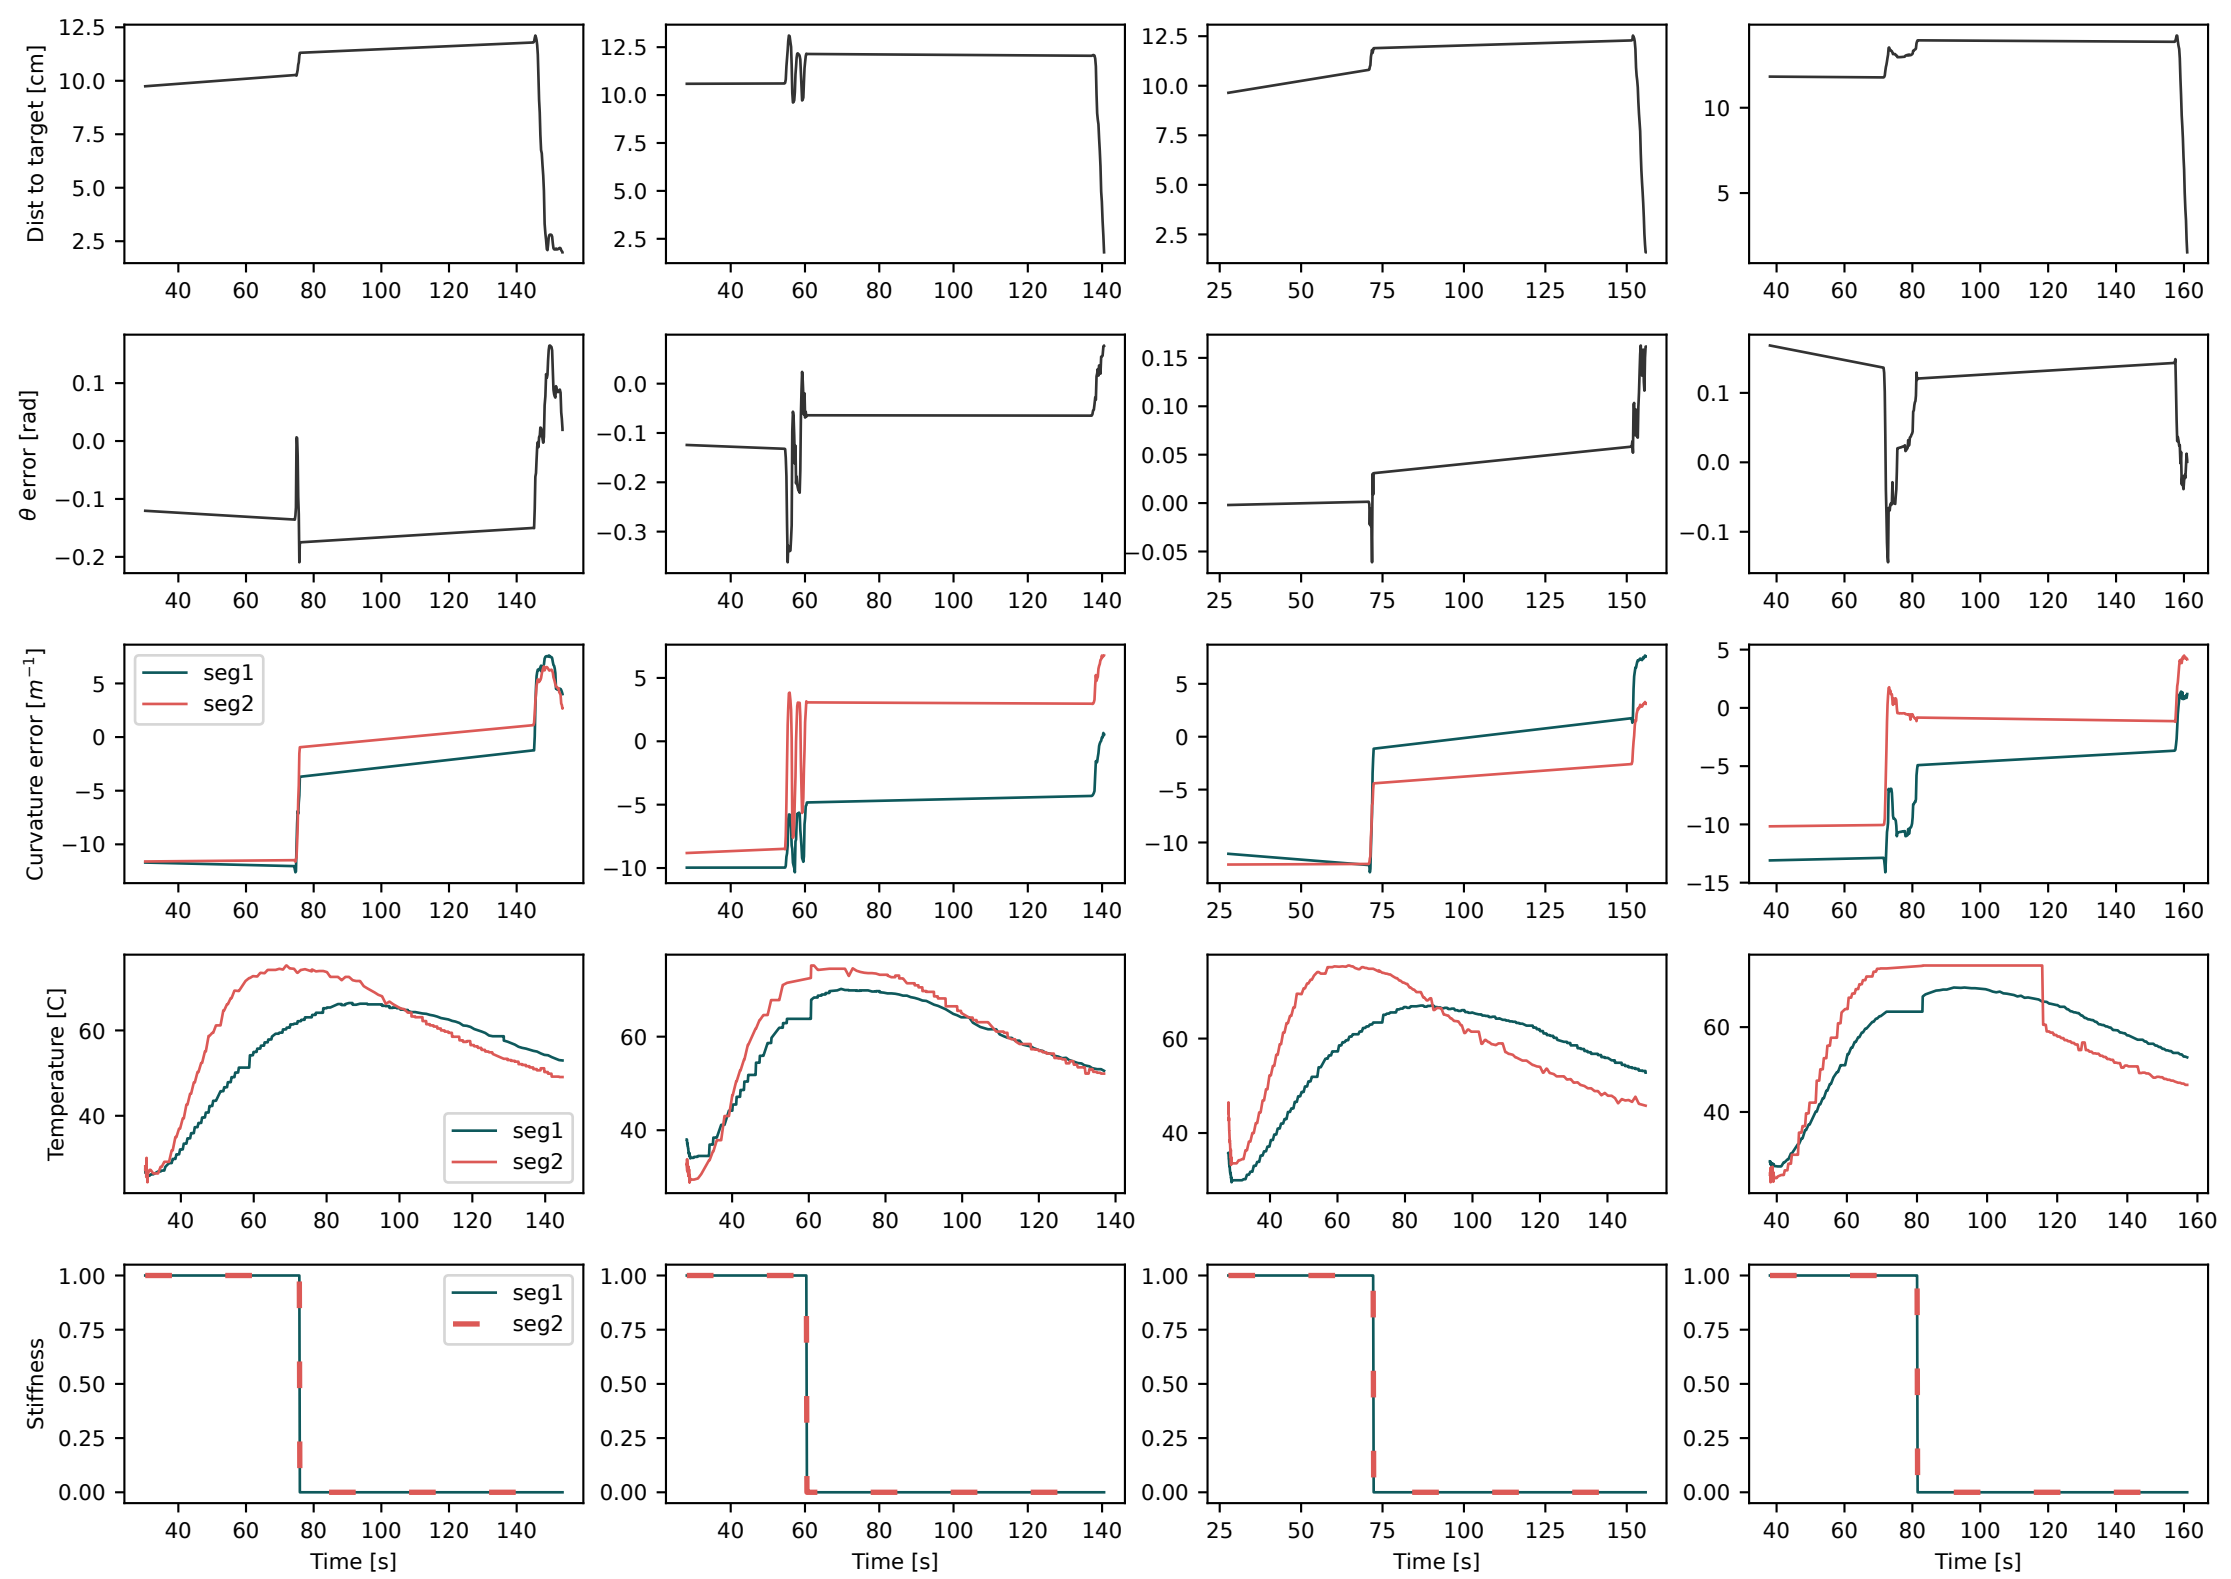 Dist to target [cm]
12.5
10.0
7.5
5.0
2.5
40 60 80 100 120 140
12.5
10.0
7.5
5.0
2.5
40 60 80 100 120 140
12.5
10.0
7.5
5.0
2.5
25 50 75 100 125 150
10
5
40 60 80 100 120 140 160
θ error [rad]
0.1
0.0
−0.1
−0.2
40 60 80 100 120 140
0.0
−0.1
−0.2
−0.3
40 60 80 100 120 140
0.15
0.10
0.05
0.00
−0.05
25 50 75 100 125 150
0.1
0.0
−0.1
40 60 80 100 120 140 160
Curvature error [m⁻¹]
5
0
−5
−10
seg1
seg2
40 60 80 100 120 140
5
0
−5
−10
40 60 80 100 120 140
5
0
−5
−10
25 50 75 100 125 150
5
0
−5
−10
−15
40 60 80 100 120 140 160
Temperature [C]
60
40
seg1
seg2
40 60 80 100 120 140
60
40
40 60 80 100 120 140
60
40
40 60 80 100 120 140
60
40
40 60 80 100 120 140 160
Stiffness
1.00
0.75
0.50
0.25
0.00
seg1
seg2
40 60 80 100 120 140
Time [s]
1.00
0.75
0.50
0.25
0.00
40 60 80 100 120 140
Time [s]
1.00
0.75
0.50
0.25
0.00
25 50 75 100 125 150
Time [s]
1.00
0.75
0.50
0.25
0.00
40 60 80 100 120 140 160
Time [s]